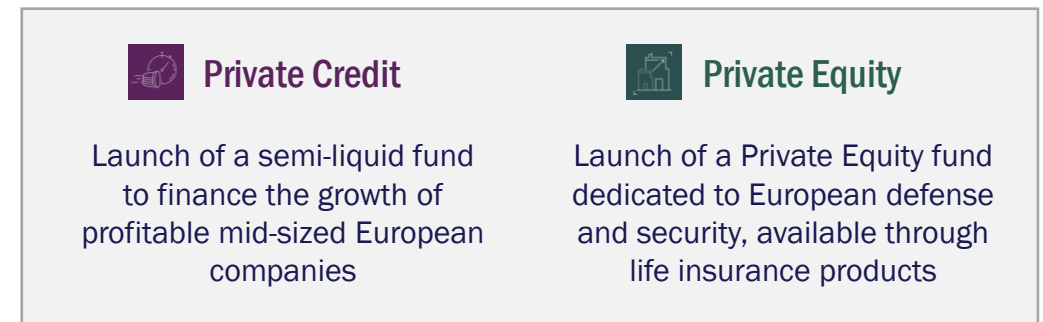 Private Credit
Launch of a semi-liquid fund
to finance the growth of
profitable mid-sized European
companies
Private Equity
Launch of a Private Equity fund
dedicated to European defense
and security, available through
life insurance products